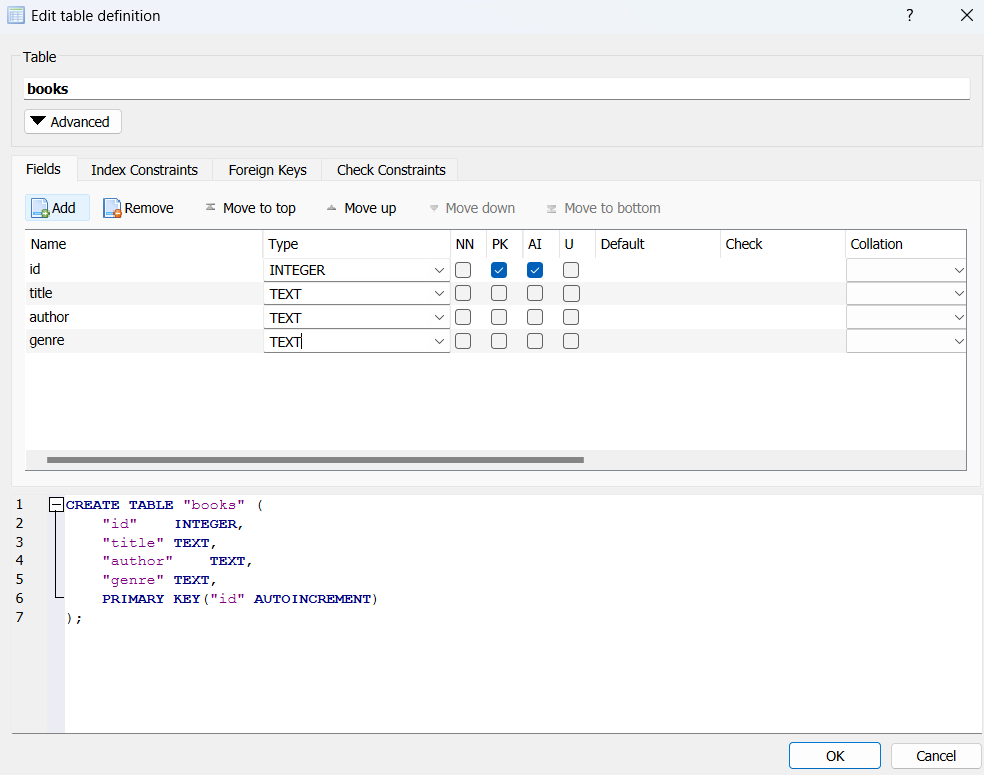 Edit table definition ?
Table
books
Advanced
Fields Index Constraints Foreign Keys Check Constraints
Add Remove Move to top Move up Move down Move to bottom
Name Type NN PK AI U Default Check Collation
id INTEGER
title TEXT
author TEXT
genre TEXT
1 CREATE TABLE "books" (
2 "id" INTEGER,
3 "title" TEXT,
4 "author" TEXT,
5 "genre" TEXT,
6 PRIMARY KEY("id" AUTOINCREMENT)
7 );
OK Cancel